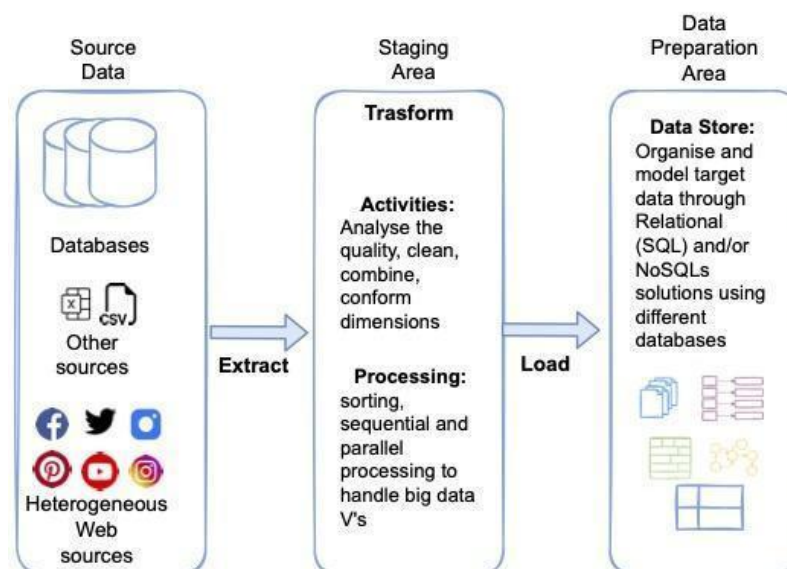 Source
Data
Databases
X
CSV
Other
sources
Heterogeneous
Web
sources
Extract
Staging
Area
Trasform
Activities:
Analyse the
quality, clean,
combine,
conform
dimensions
Processing:
sorting,
sequential and
parallel
processing to
handle big data
V's
Load
Data
Preparation
Area
Data Store:
Organise and
model target
data through
Relational
(SQL) and/or
NoSQLs
solutions using
different
databases